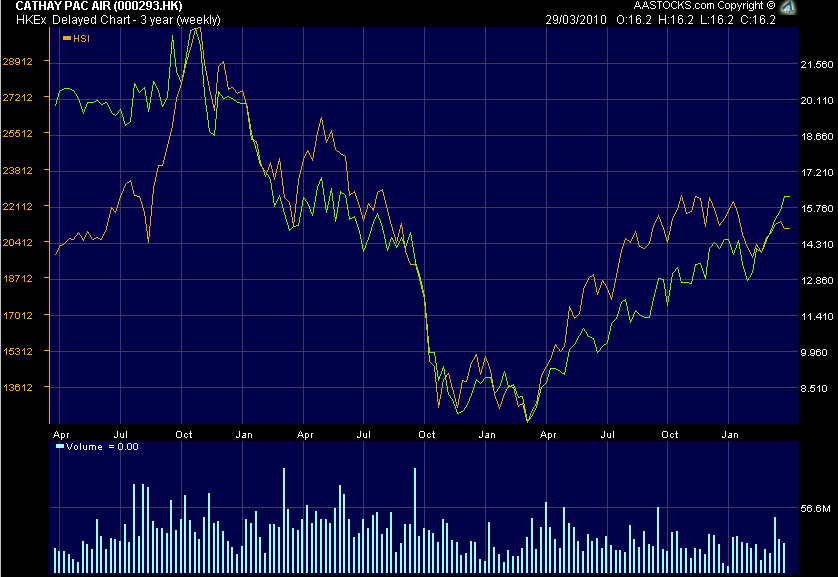 CATHAY PAC AIR (000293.HK) AASTOCKS.com Copyright ©
HKEx Delayed Chart - 3 year (weekly) 29/03/2010 O:16.2 H:16.2 L:16.2 C:16.2
HSI
28912 21.560
27212 20.110
25512 18.660
23812 17.210
22112 15.760
20412 14.310
18712 12.860
17012 11.410
15312 9.960
13612 8.510
Apr Jul Oct Jan Apr Jul Oct Jan Apr Jul Oct Jan
Volume = 0.00
56.6M